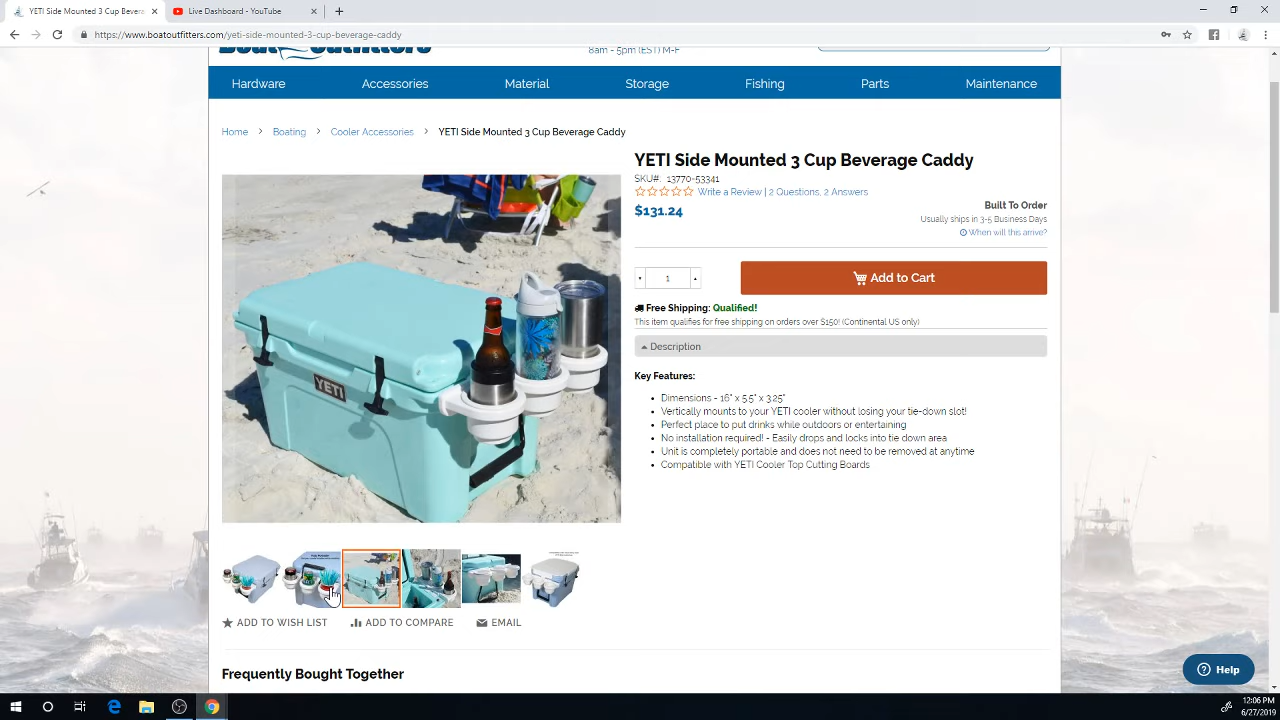 YETI Side Mounted 3 Cup Bevera
Live Dashboard - YouTube
https://www.boatoutfitters.com/yeti-side-mounted-3-cup-beverage-caddy
8am - 5pm (EST) M-F
Hardware Accessories Material Storage Fishing Parts Maintenance
Home > Boating > Cooler Accessories > YETI Side Mounted 3 Cup Beverage Caddy
YETI Side Mounted 3 Cup Beverage Caddy
SKU#: 13770-53341
Write a Review | 2 Questions, 2 Answers
$131.24
Built To Order
Usually ships in 3-5 Business Days
When will this arrive?
1
Add to Cart
Free Shipping: Qualified!
This item qualifies for free shipping on orders over $150! (Continental US only)
Description
Key Features:
• Dimensions - 16" x 5.5" x 3.25"
• Vertically mounts to your YETI cooler without losing your tie-down slot!
• Perfect place to put drinks while outdoors or entertaining
• No installation required! - Easily drops and locks into tie down area
• Unit is completely portable and does not need to be removed at anytime
• Compatible with YETI Cooler Top Cutting Boards
YETI
ADD TO WISH LIST ADD TO COMPARE EMAIL
Frequently Bought Together
Help
12:06 PM
6/27/2019